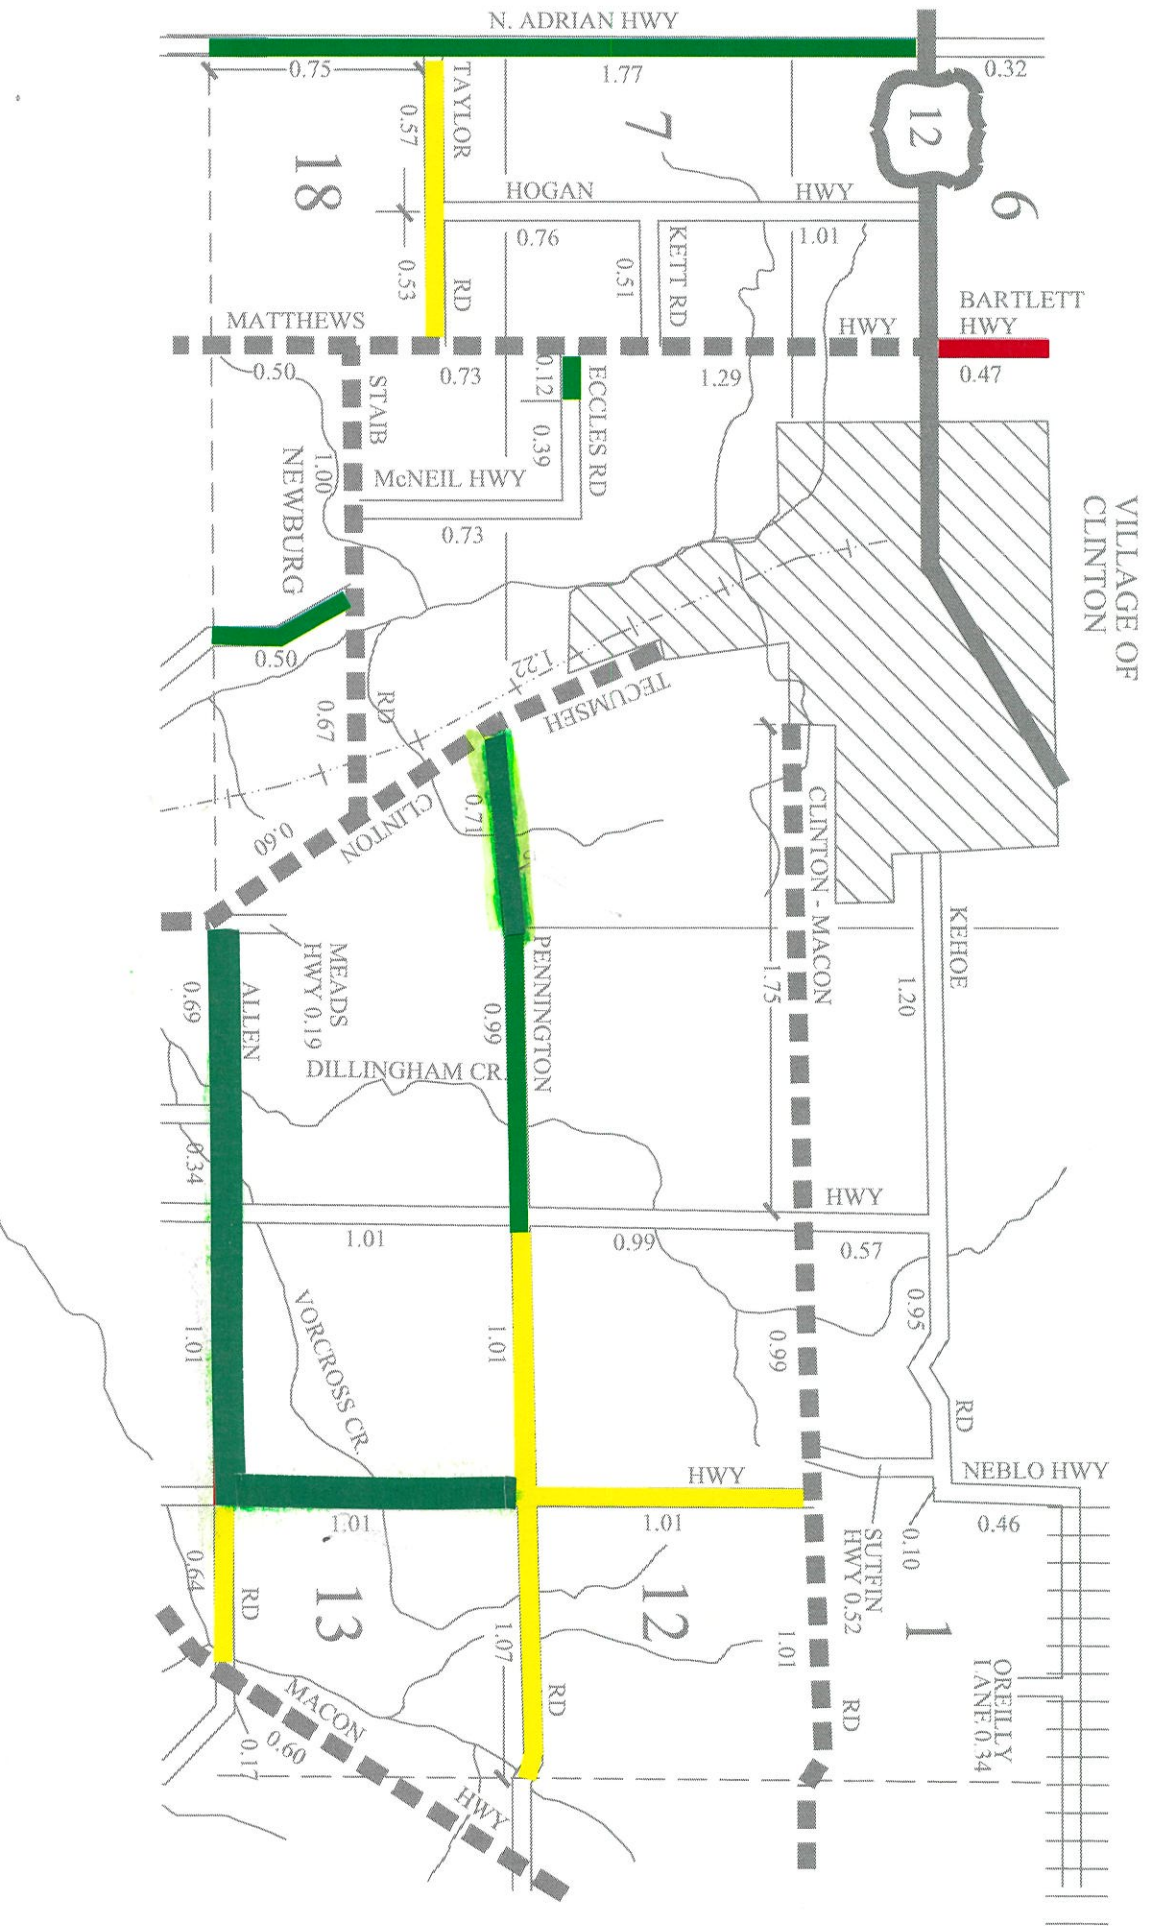 N. ADRIAN HWY
0.75
1.77
0.32
TAYLOR
0.57
7
12
6
18
HOGAN
HWY
0.76
1.01
KETT RD
0.51
RD
0.53
BARTLETT
HWY
MATTHEWS
HWY
0.50
0.73
1.29
0.47
STAIB
0.12
ECCLES RD
0.39
McNEIL HWY
0.73
1.00
NEWBURG
VILLAGE OF
CLINTON
0.50
1.22
TECUMSEH
RD
0.67
CLINTON
0.60
0.71
CLINTON - MACON
KEHOE
PENNINGTON
1.75
1.20
MEADS
HWY 0.19
ALLEN
0.69
0.99
DILLINGHAM CR.
0.34
HWY
1.01
0.99
0.57
VORCROSS CR.
1.01
1.01
0.99
0.95
RD
HWY
NEBLO HWY
1.01
1.01
0.46
0.10
SUTFIN
HWY 0.52
0.64
RD
13
12
1
1.07
1.01
RD
RD
OREILLY
LANE 0.34
MACON
0.60
0.17
HWY